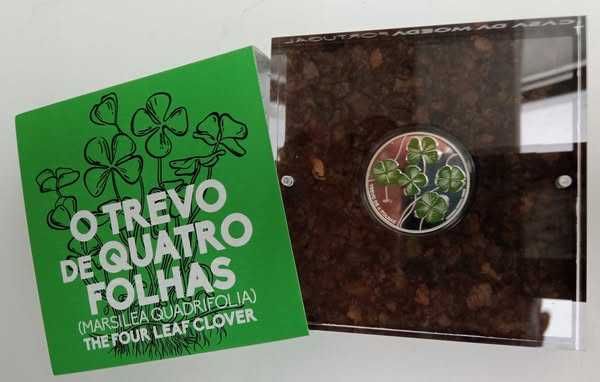 O TREVO
DE QUATRO
FOLHAS
(MARSILEA QUADRIFOLIA)
THE FOUR LEAF CLOVER
CASA DA MOEDA PORTUGAL